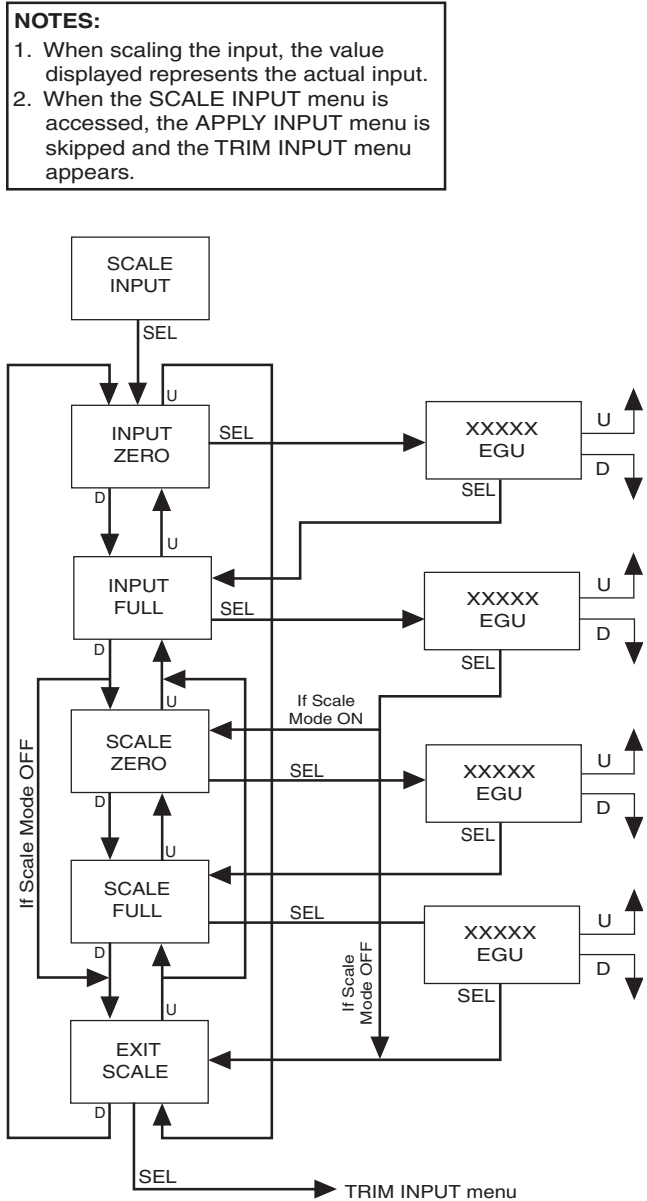 NOTES:
1. When scaling the input, the value
displayed represents the actual input.
2. When the SCALE INPUT menu is
accessed, the APPLY INPUT menu is
skipped and the TRIM INPUT menu
appears.
SCALE
INPUT
SEL
U
INPUT
ZERO
SEL
XXXXX
EGU
U
D
SEL
D
U
INPUT
FULL
SEL
XXXXX
EGU
U
D
SEL
D
If Scale
Mode ON
U
SCALE
ZERO
SEL
XXXXX
EGU
U
D
SEL
D
U
If Scale Mode OFF
SCALE
FULL
SEL
XXXXX
EGU
U
D
SEL
D
If Scale
Mode OFF
U
EXIT
SCALE
D
SEL
TRIM INPUT menu